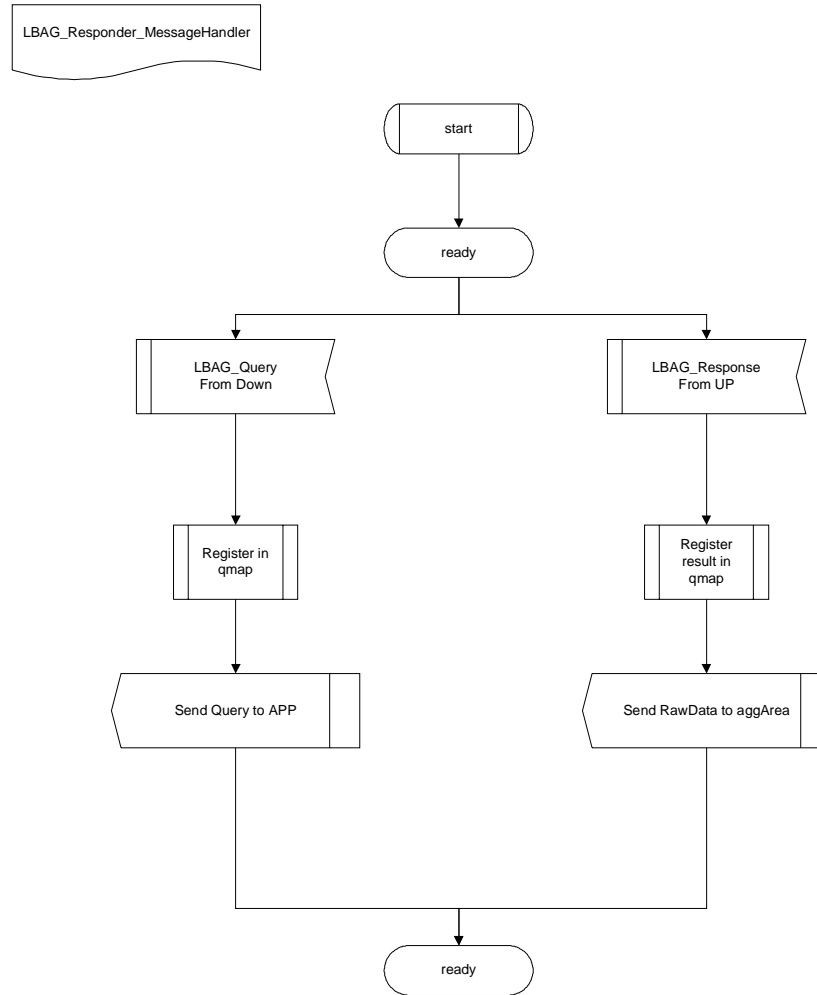 LBAG_Responder_MessageHandler
start
ready
LBAG_Query
From Down
LBAG_Response
From UP
Register in
qmap
Register
result in
qmap
Send Query to APP
Send RawData to aggArea
ready